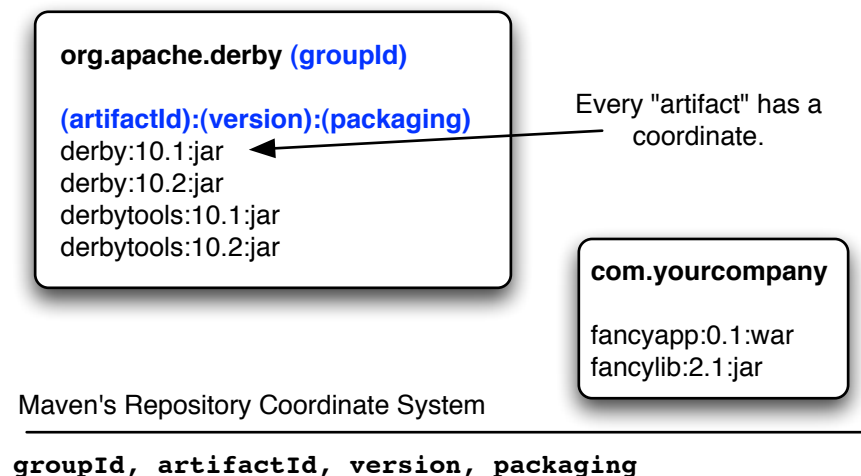 org.apache.derby (groupId)
(artifactId):(version):(packaging)
derby:10.1:jar
derby:10.2:jar
derbytools:10.1:jar
derbytools:10.2:jar
Every "artifact" has a
coordinate.
com.yourcompany
fancyapp:0.1:war
fancylib:2.1:jar
Maven's Repository Coordinate System
groupId, artifactId, version, packaging